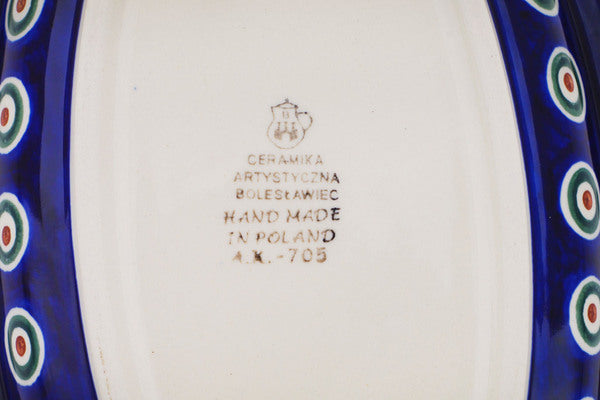 B
CERAMIKA
ARTYSTYCZNA
BOLESŁAWIEC
HAND MADE
IN POLAND
A.K.-705